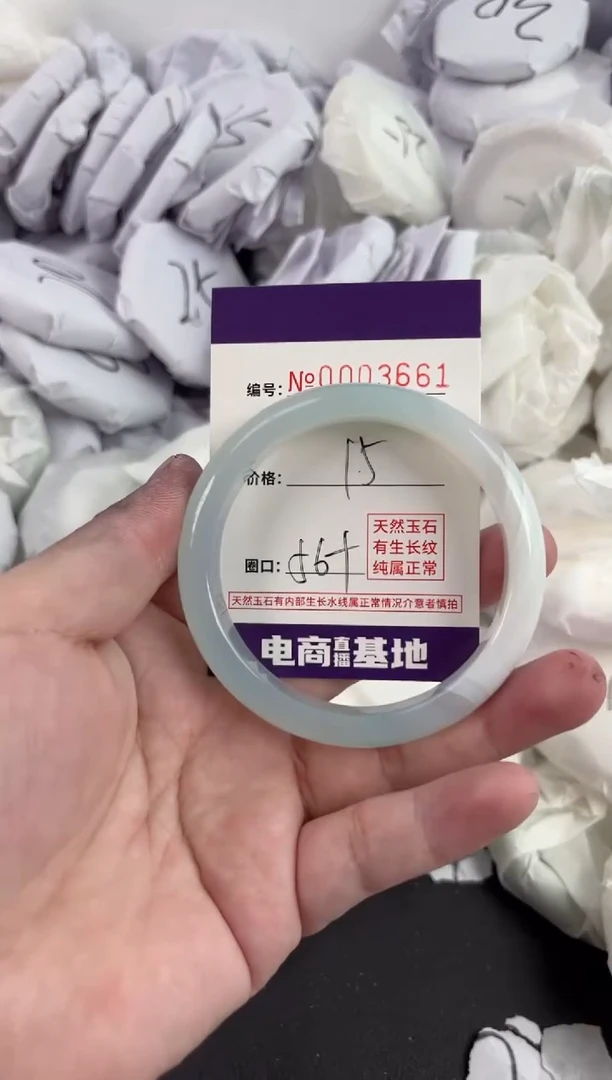 编号: №0003661
价格: 15
圈口: 56+
天然玉石
有生长纹
纯属正常
天然玉石有内部生长水线属正常情况介意者慎拍
电商直播基地